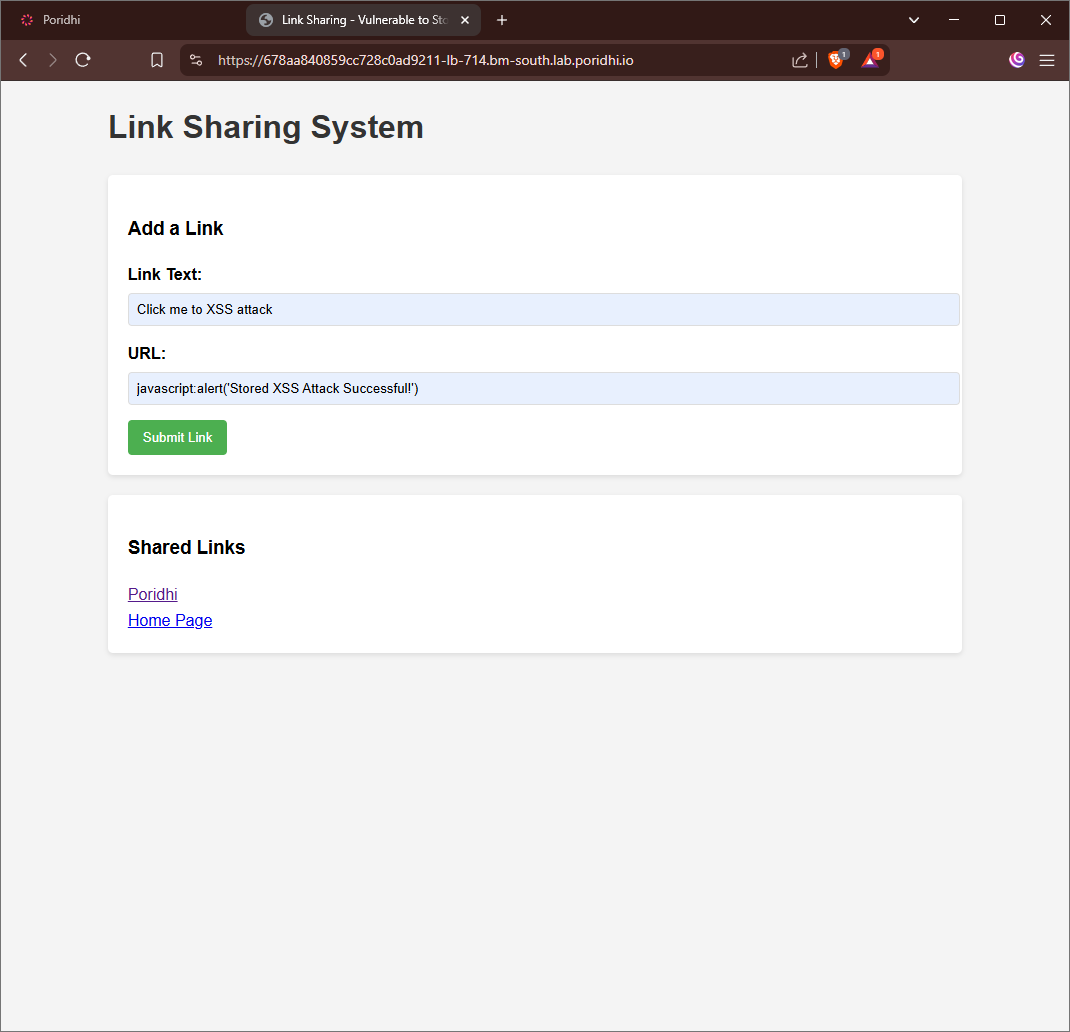 Poridhi
Link Sharing - Vulnerable to Sto
https://678aa840859cc728c0ad9211-lb-714.bm-south.lab.poridhi.io
1
1
Link Sharing System
Add a Link
Link Text:
Click me to XSS attack
URL:
javascript:alert('Stored XSS Attack Successful!')
Submit Link
Shared Links
Poridhi
Home Page